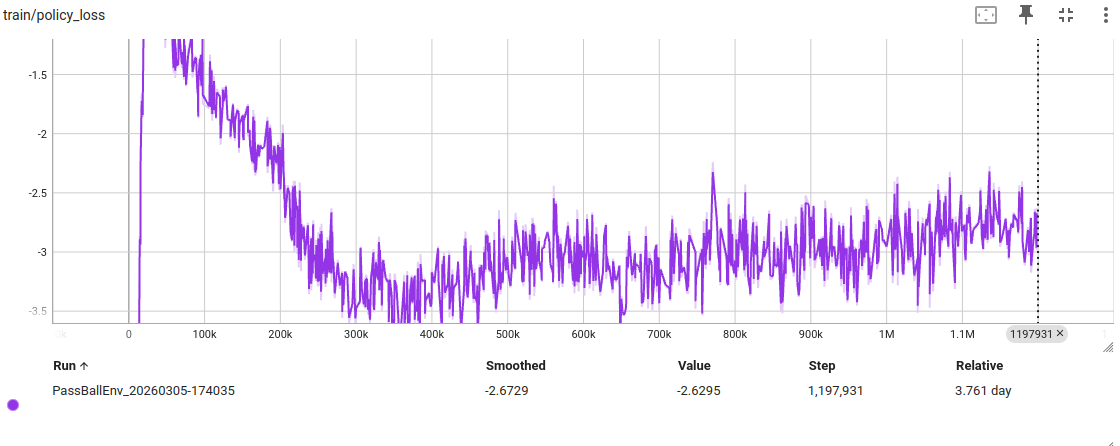 train/policy_loss
-1.5
-2
-2.5
-3
-3.5
0 100k 200k 300k 400k 500k 600k 700k 800k 900k 1M 1.1M 1197931 ✕
Run ↑ Smoothed Value Step Relative
PassBallEnv_20260305-174035 -2.6729 -2.6295 1,197,931 3.761 day